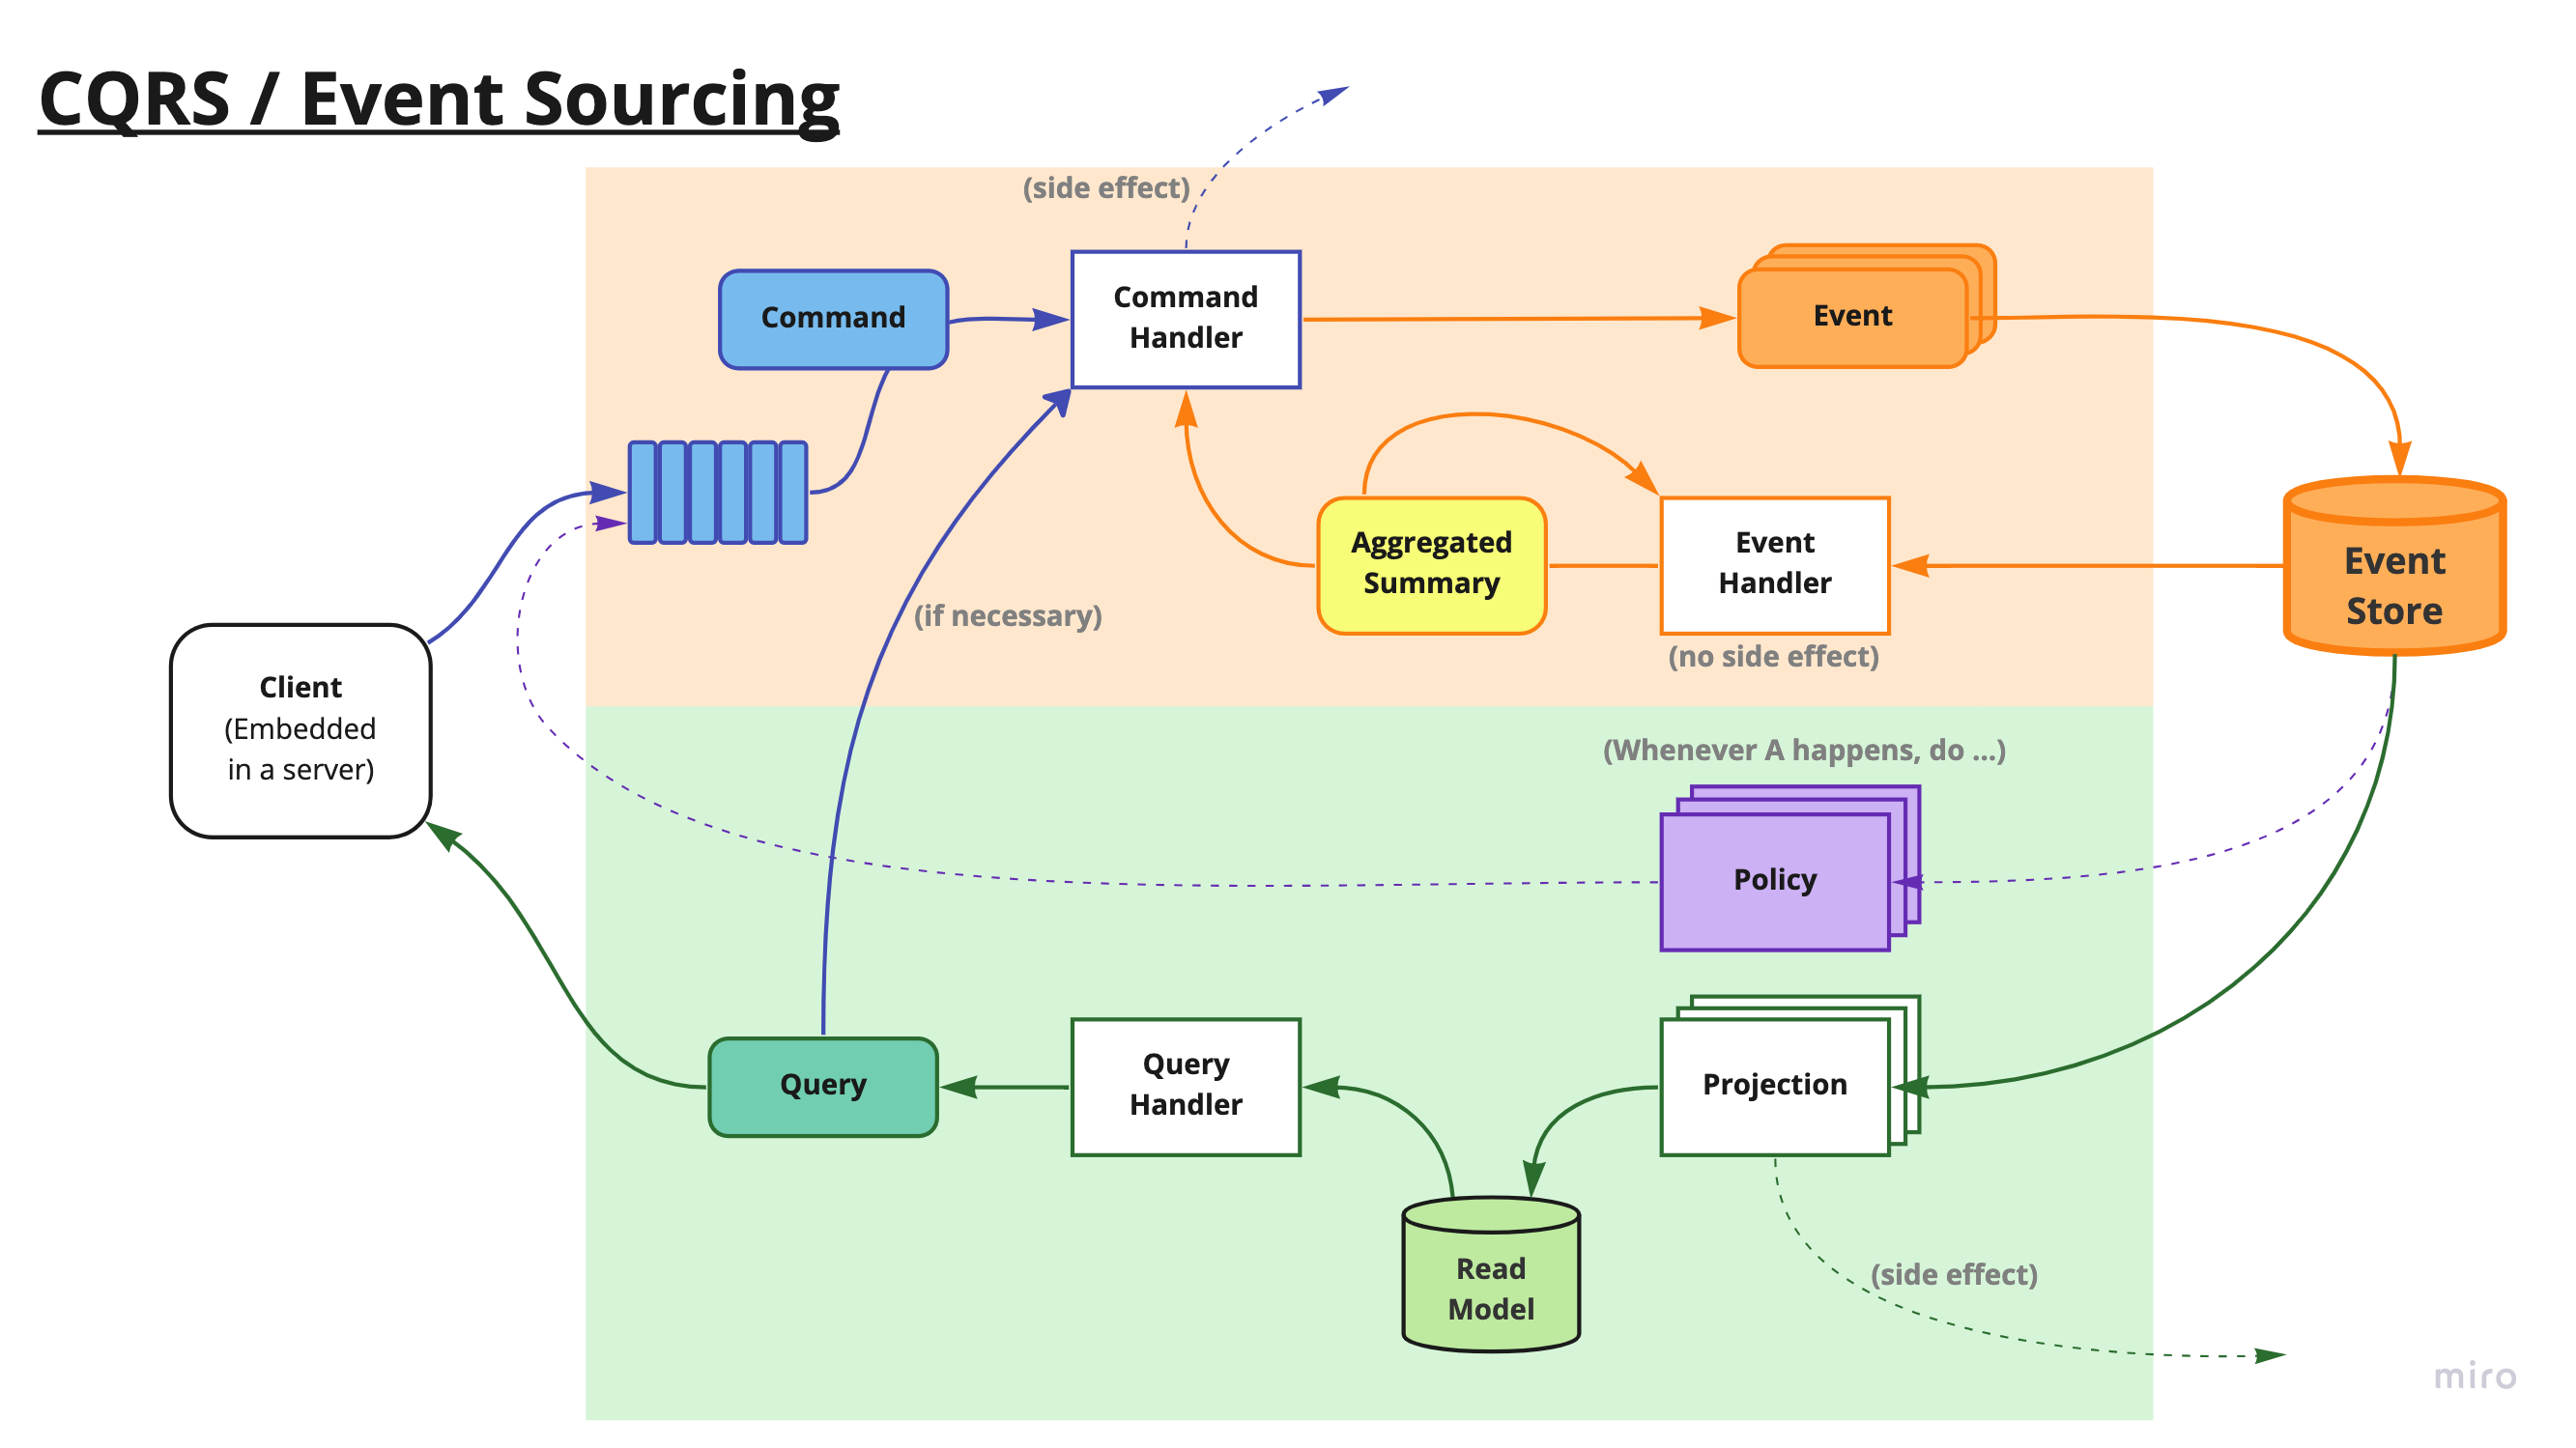 CQRS / Event Sourcing
(side effect)
Command
Command
Handler
Event
Aggregated
Summary
Event
Handler
(no side effect)
Event
Store
(if necessary)
Client
(Embedded
in a server)
(Whenever A happens, do ...)
Policy
Query
Query
Handler
Projection
Read
Model
(side effect)
miro